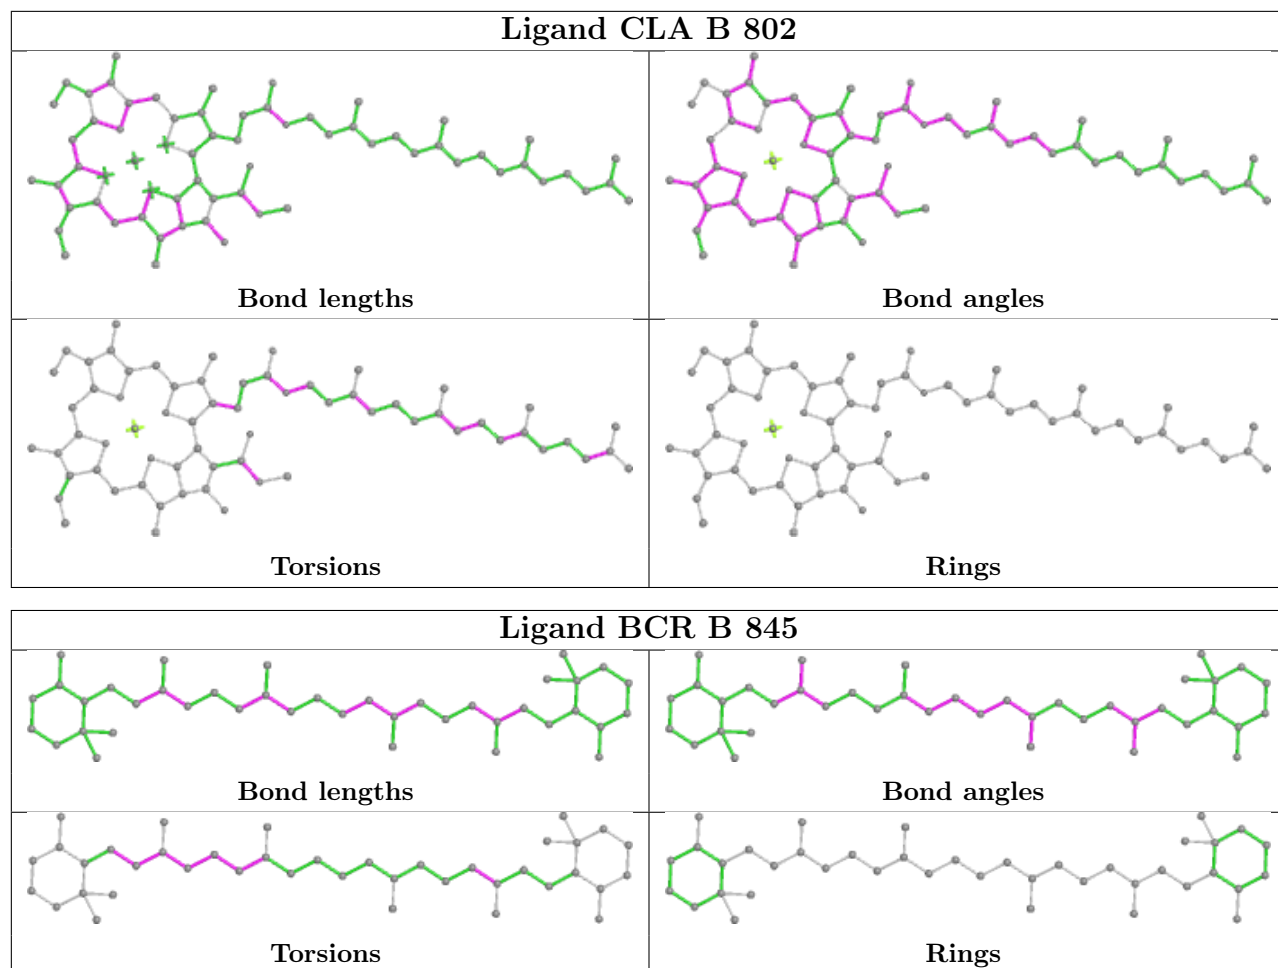 Ligand CLA B 802
Bond lengths
Bond angles
Torsions
Rings
Ligand BCR B 845
Bond lengths
Bond angles
Torsions
Rings